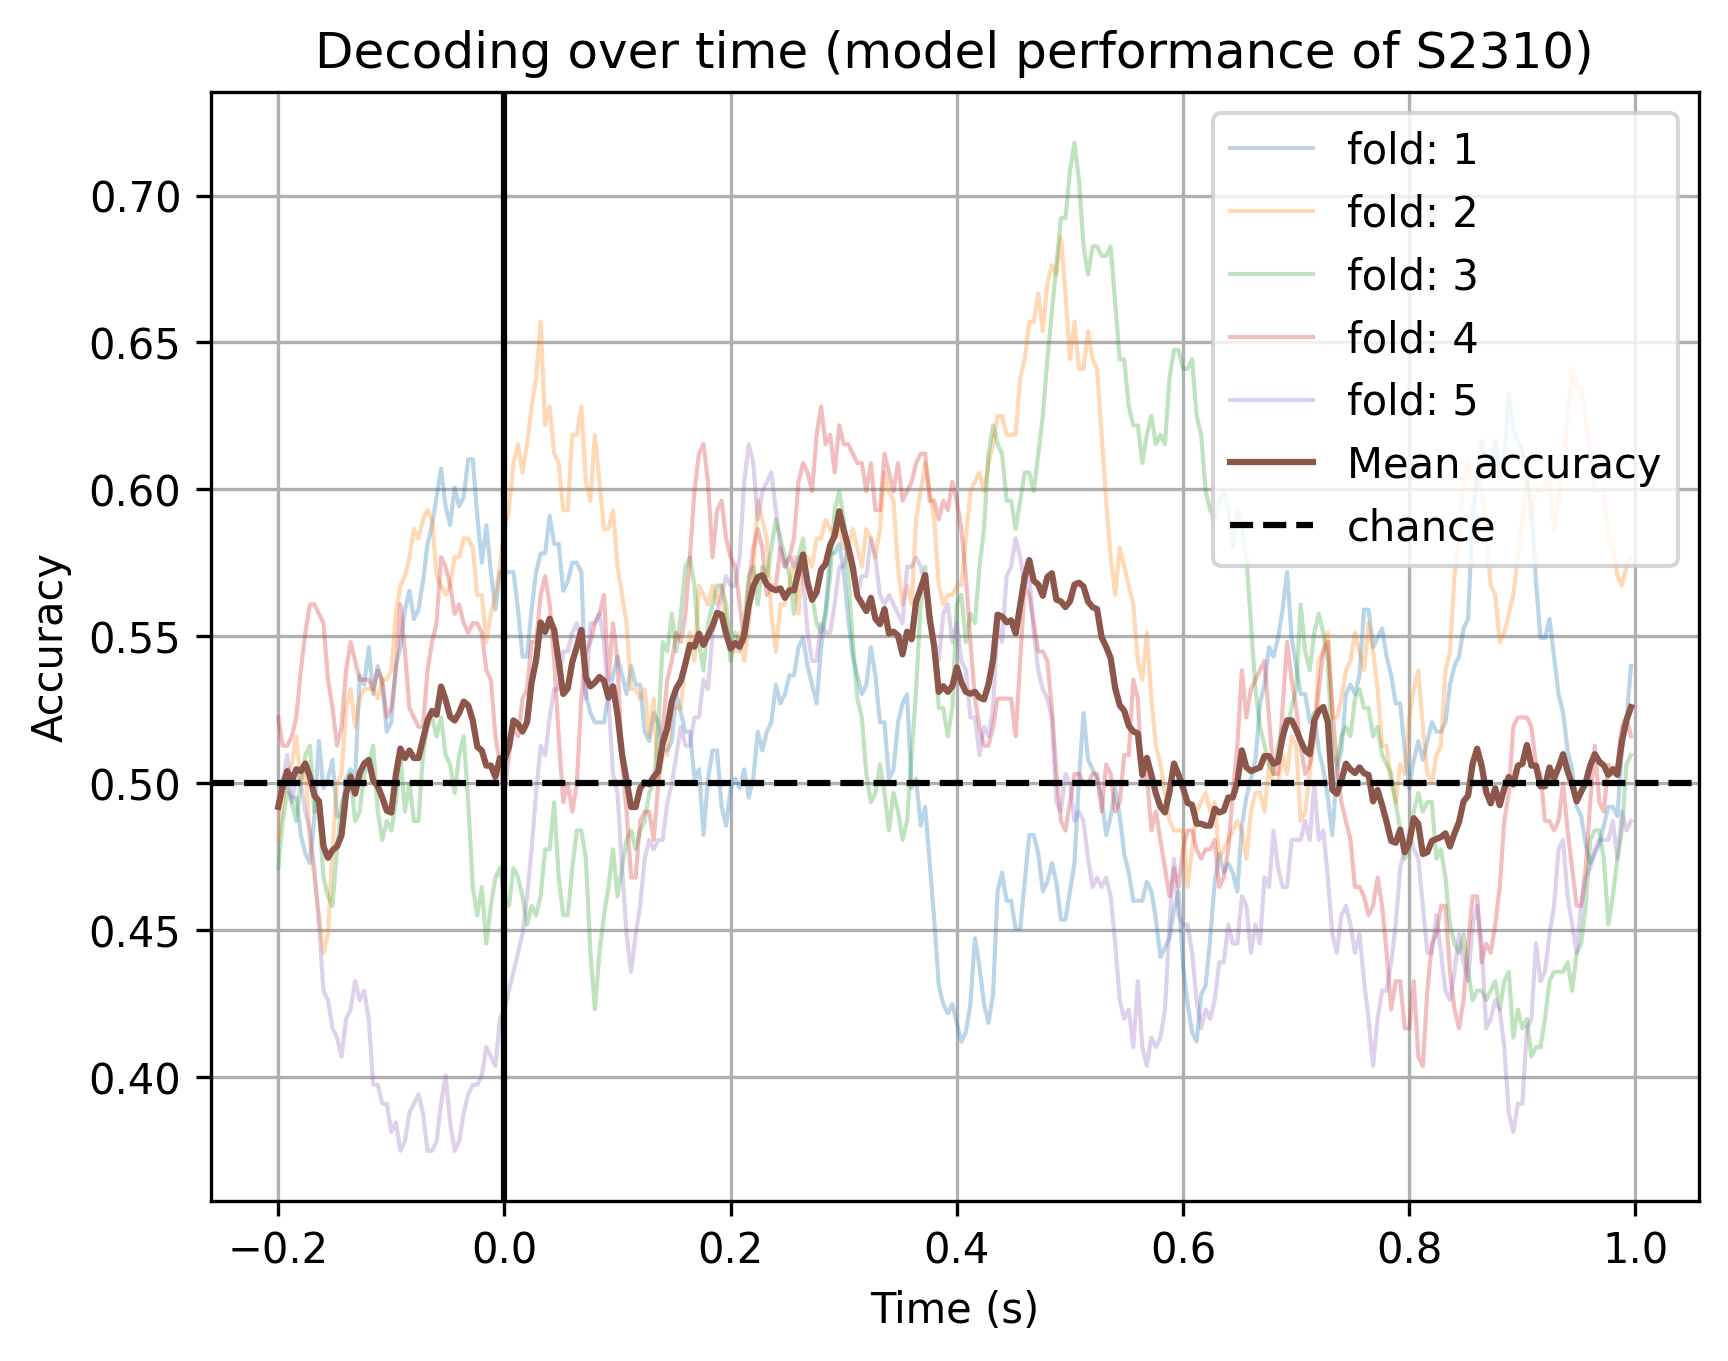 Decoding over time (model performance of S2310)
fold: 1
fold: 2
fold: 3
fold: 4
fold: 5
Mean accuracy
chance
Accuracy
0.70
0.65
0.60
0.55
0.50
0.45
0.40
−0.2
0.0
0.2
0.4
0.6
0.8
1.0
Time (s)